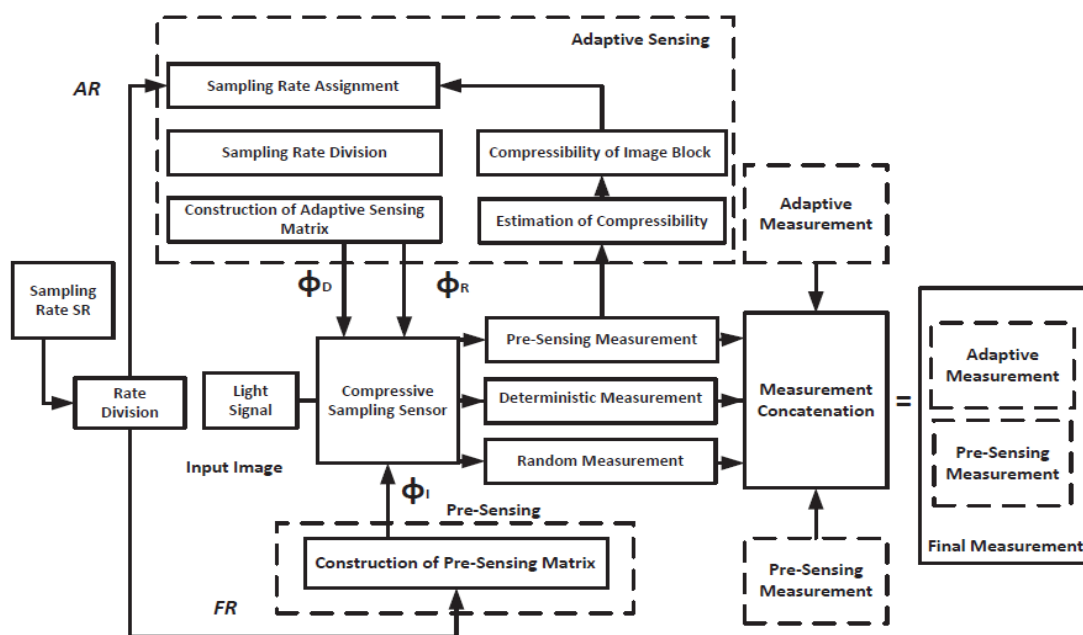 Adaptive Sensing
AR
Sampling Rate Assignment
Sampling Rate Division
Compressibility of Image Block
Construction of Adaptive Sensing
Matrix
Estimation of Compressibility
Adaptive
Measurement
ΦD
ΦR
Sampling
Rate SR
Rate
Division
Light
Signal
Input Image
Compressive
Sampling Sensor
Pre-Sensing Measurement
Deterministic Measurement
Random Measurement
Measurement
Concatenation
=
Adaptive
Measurement
Pre-Sensing
Measurement
Final Measurement
ΦI
Pre-Sensing
Construction of Pre-Sensing Matrix
FR
Pre-Sensing
Measurement